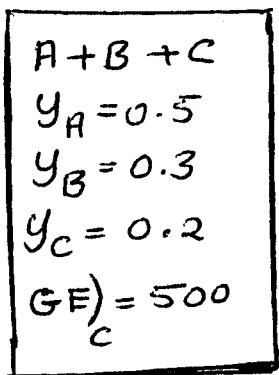 A + B + C
y_A = 0.5
y_B = 0.3
y_C = 0.2
GE)_C = 500